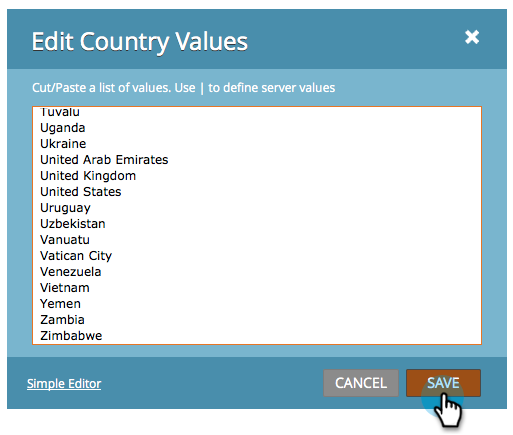 Edit Country Values
Cut/Paste a list of values. Use | to define server values
Tuvalu
Uganda
Ukraine
United Arab Emirates
United Kingdom
United States
Uruguay
Uzbekistan
Vanuatu
Vatican City
Venezuela
Vietnam
Yemen
Zambia
Zimbabwe
Simple Editor
CANCEL
SAVE